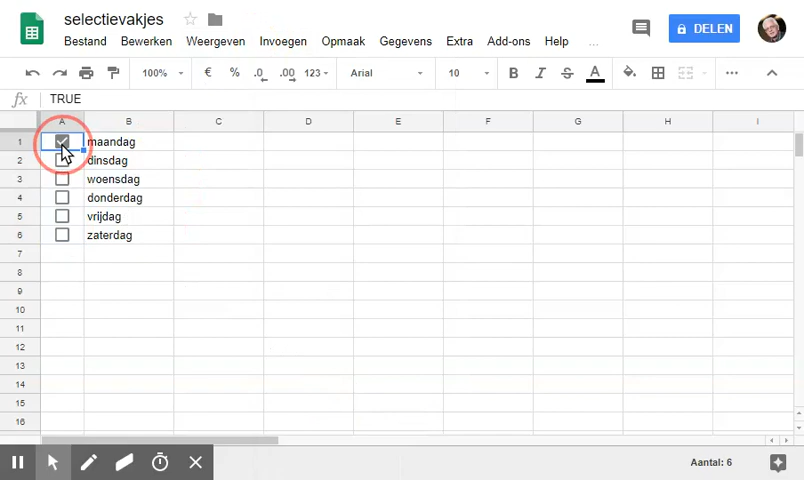 selectievakjes
Bestand Bewerken Weergeven Invoegen Opmaak Gegevens Extra Add-ons Help ...
DELEN
100% € % .0 .00 123 Arial 10 B I S A
fx TRUE
A B C D E F G H I
1 maandag
2 dinsdag
3 woensdag
4 donderdag
5 vrijdag
6 zaterdag
7
8
9
10
11
12
13
14
15
16
Aantal: 6